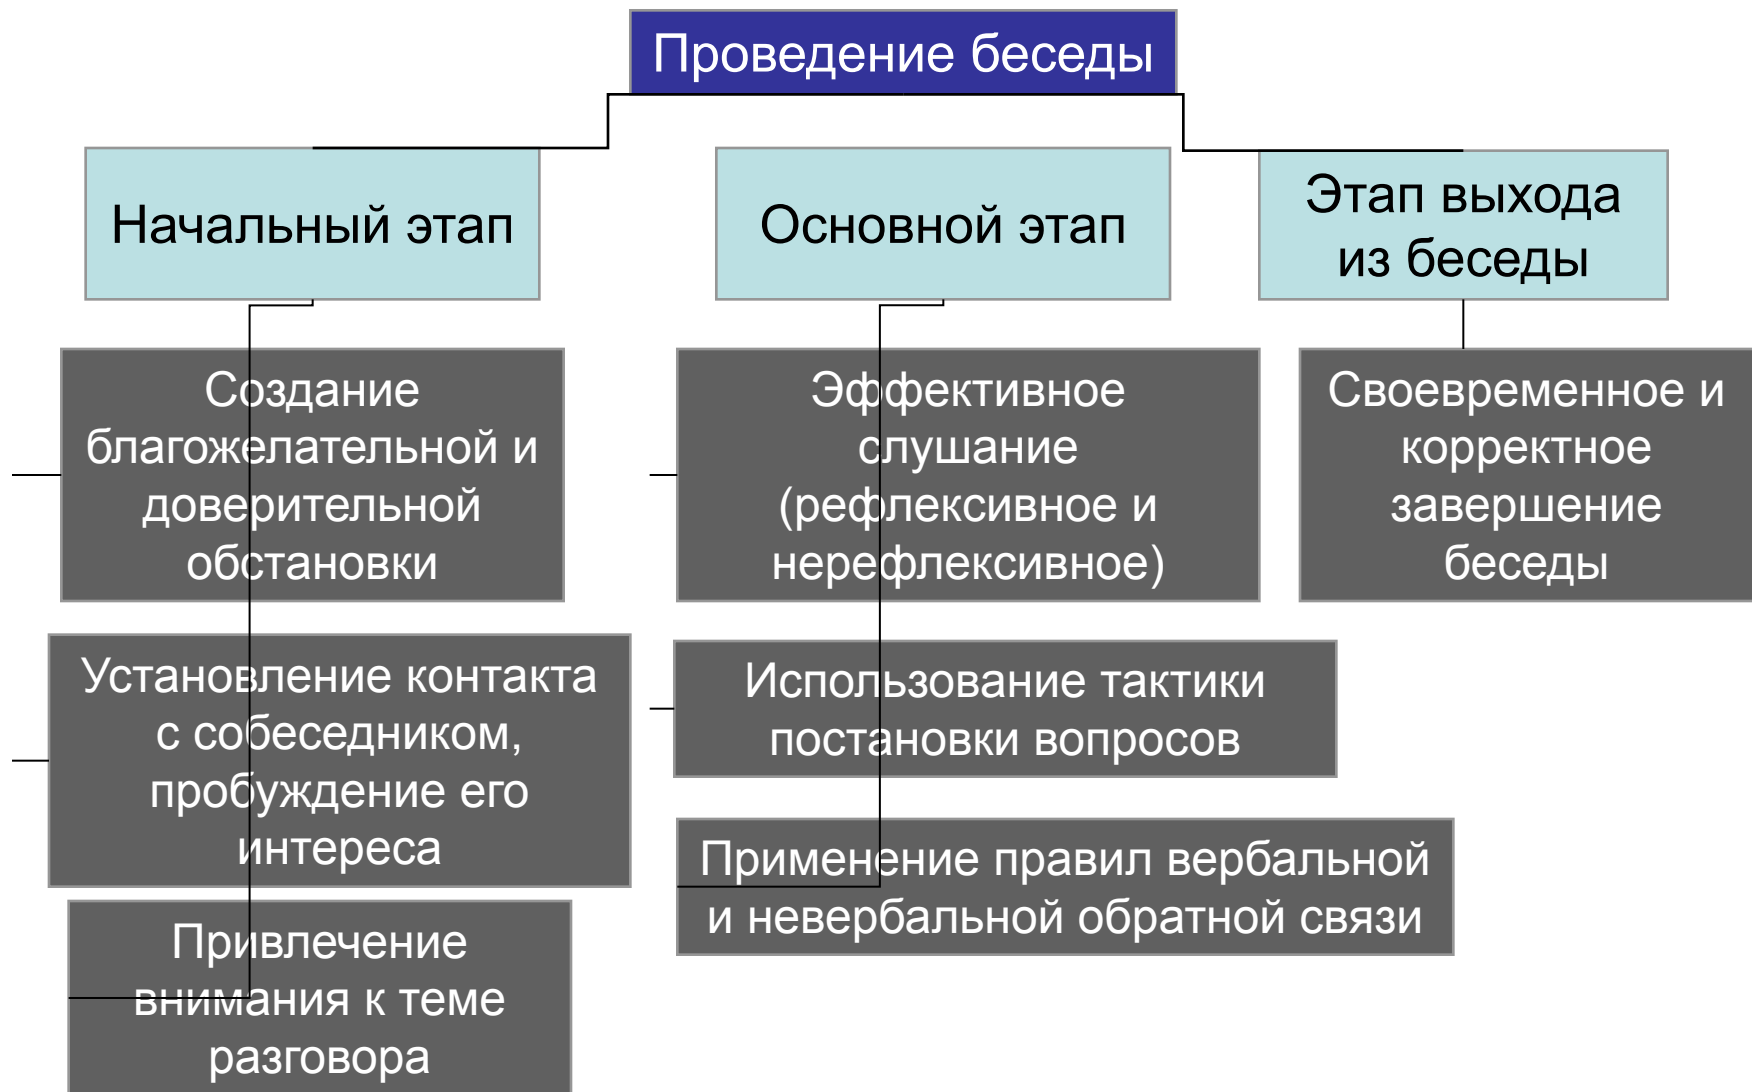 Проведение беседы
Начальный этап
Основной этап
Этап выхода
из беседы
Создание
благожелательной и
доверительной
обстановки
Установление контакта
с собеседником,
пробуждение его
интереса
Привлечение
внимания к теме
разговора
Эффективное
слушание
(рефлексивное и
нерефлексивное)
Использование тактики
постановки вопросов
Применение правил вербальной
и невербальной обратной связи
Своевременное и
корректное
завершение
беседы